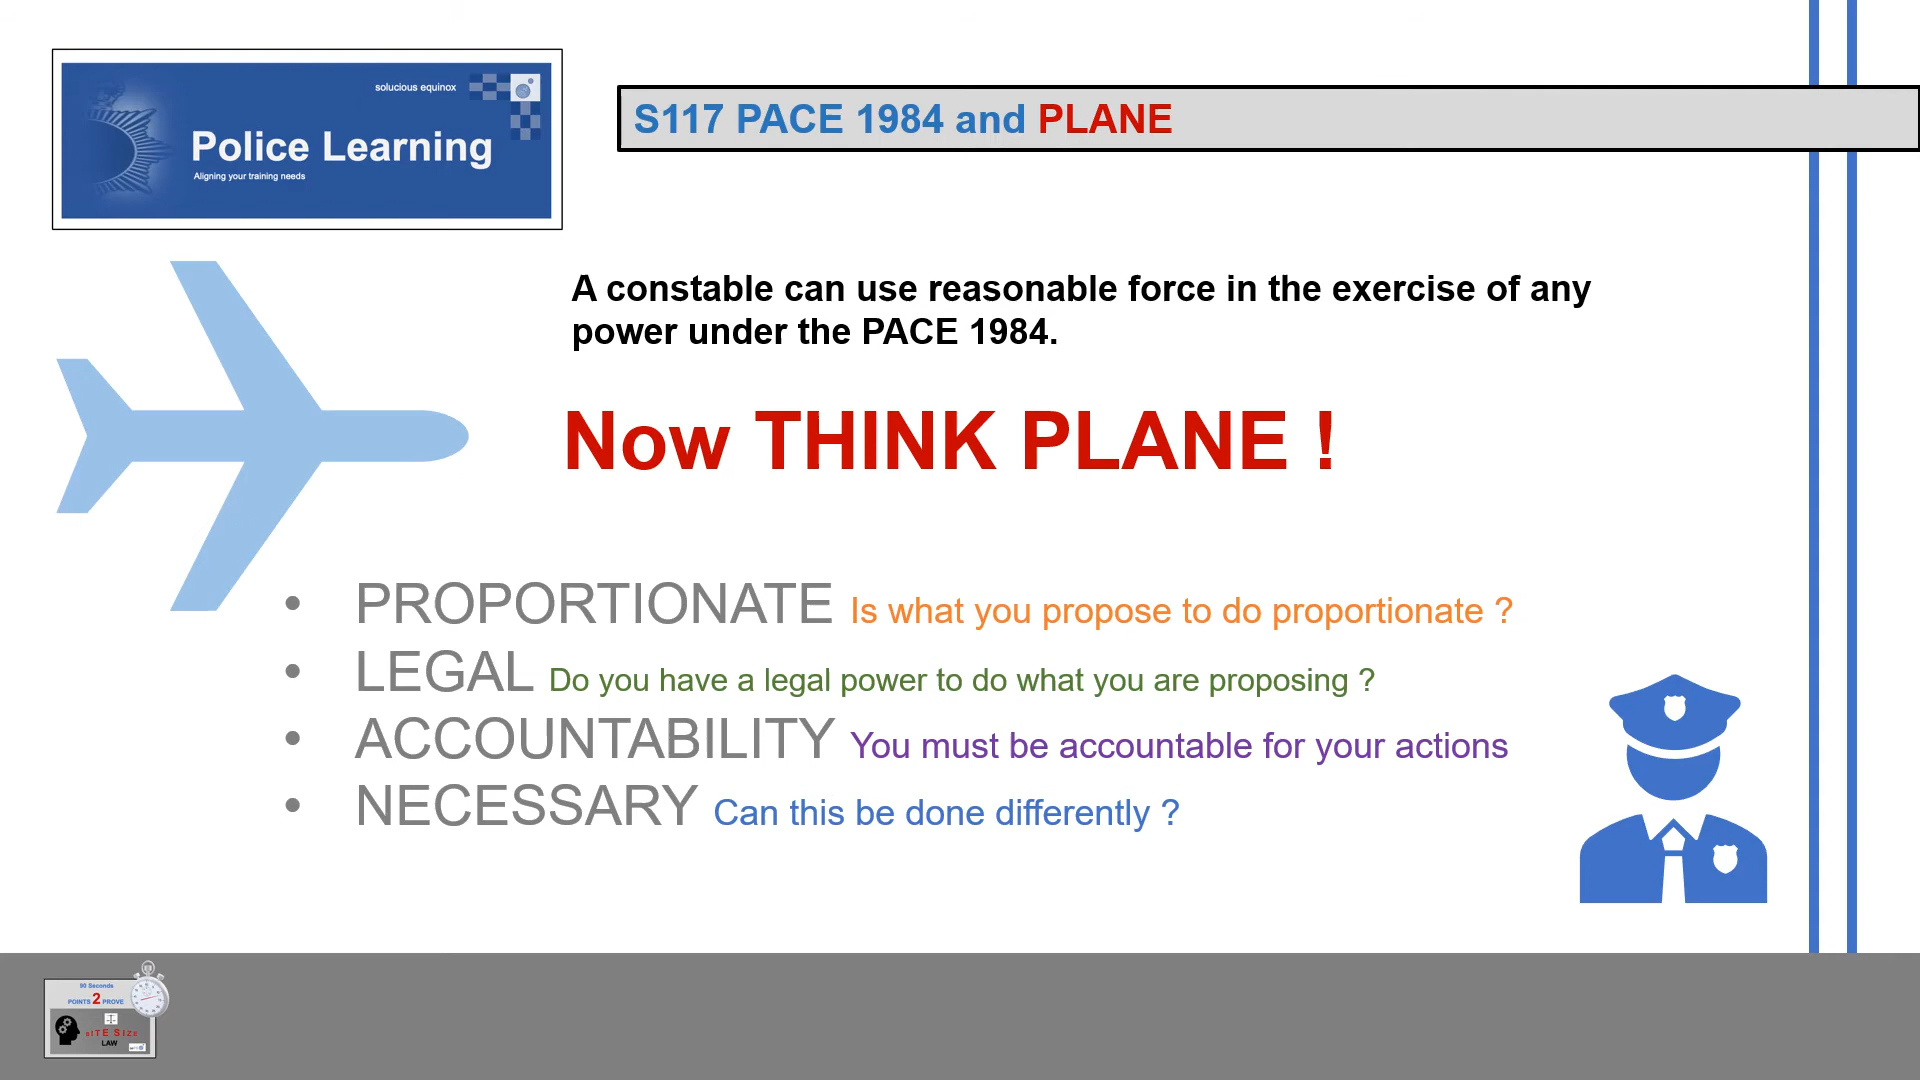 solucious equinox
Police Learning
Aligning your training needs
S117 PACE 1984 and PLANE
A constable can use reasonable force in the exercise of any
power under the PACE 1984.
Now THINK PLANE !
• PROPORTIONATE Is what you propose to do proportionate ?
• LEGAL Do you have a legal power to do what you are proposing ?
• ACCOUNTABILITY You must be accountable for your actions
• NECESSARY Can this be done differently ?
90 Seconds
POINTS 2 PROVE
SITE SIZE
LAW